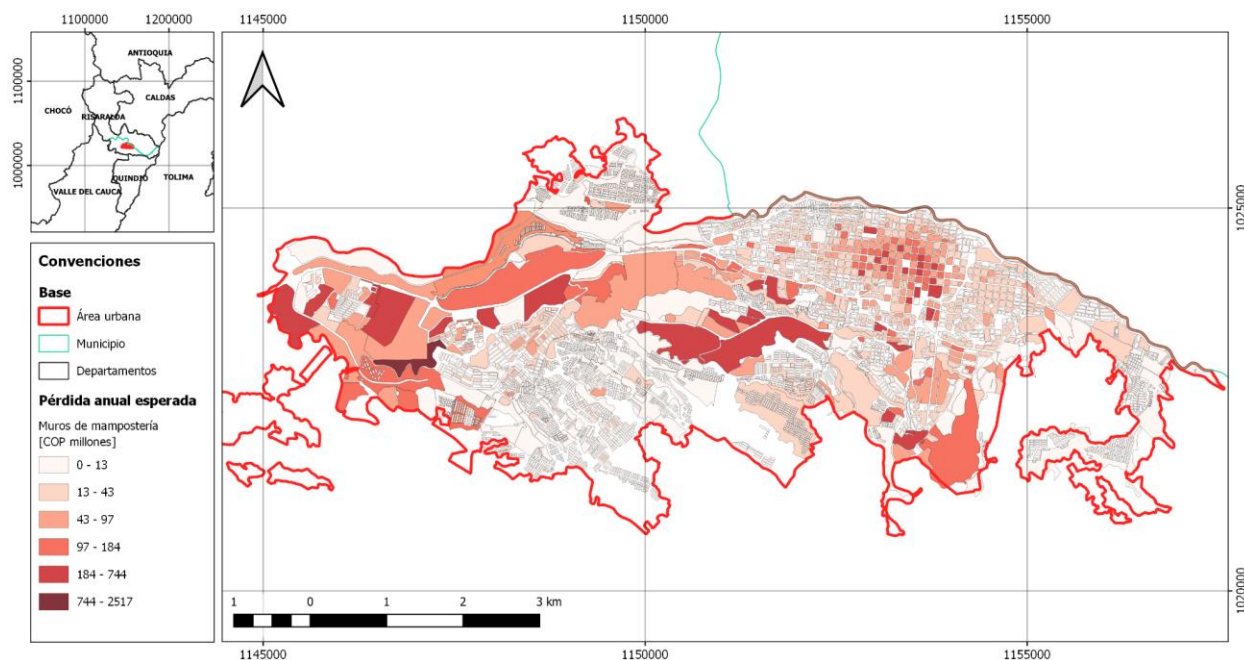 1100000 1200000
1100000
1000000
ANTIOQUIA
CALDAS
CHOCÓ
RISARALDA
TOLIMA
QUINDIO
VALLE DEL CAUCA
Convenciones
Base
Área urbana
Municipio
Departamentos
Pérdida anual esperada
Muros de mampostería
[COP millones]
0 - 13
13 - 43
43 - 97
97 - 184
184 - 744
744 - 2517
1145000 1150000 1155000
1025000
1020000
1 0 1 2 3 km
1145000 1150000 1155000